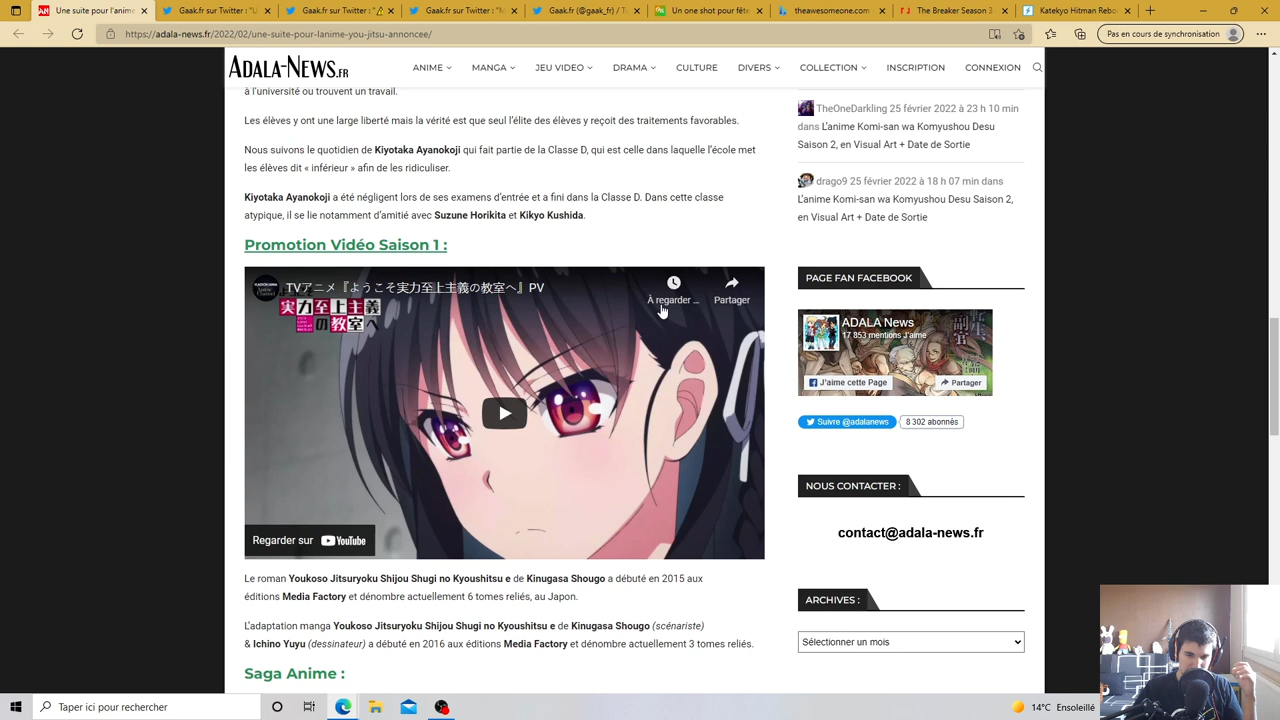 Une suite pour l'anime
Gaak.fr sur Twitter : "U
Gaak.fr sur Twitter : "⚠
Gaak.fr sur Twitter : "M
Gaak.fr (@gaak_fr) / Tw
Un one shot pour fête
theawesomeone.com
The Breaker Season 3
Katekyo Hitman Rebo
https://adala-news.fr/2022/02/une-suite-pour-lanime-you-jitsu-annoncee/
Pas en cours de synchronisation
ADALA-NEWS.FR
ANIME
MANGA
JEU VIDEO
DRAMA
CULTURE
DIVERS
COLLECTION
INSCRIPTION
CONNEXION
à l'université ou trouvent un travail.
Les élèves y ont une large liberté mais la vérité est que seul l'élite des élèves y reçoit des traitements favorables.
Nous suivons le quotidien de Kiyotaka Ayanokoji qui fait partie de la Classe D, qui est celle dans laquelle l'école met
les élèves dit « inférieur » afin de les ridiculiser.
Kiyotaka Ayanokoji a été négligent lors de ses examens d'entrée et a fini dans la Classe D. Dans cette classe
atypique, il se lie notamment d'amitié avec Suzune Horikita et Kikyo Kushida.
Promotion Vidéo Saison 1 :
TVアニメ『ようこそ実力至上主義の教室へ』PV
実力至上主義
の教室へ
À regarder ...
Partager
Regarder sur YouTube
Le roman Youkoso Jitsuryoku Shijou Shugi no Kyoushitsu e de Kinugasa Shougo a débuté en 2015 aux
éditions Media Factory et dénombre actuellement 6 tomes reliés, au Japon.
L'adaptation manga Youkoso Jitsuryoku Shijou Shugi no Kyoushitsu e de Kinugasa Shougo (scénariste)
& Ichino Yuyu (dessinateur) a débuté en 2016 aux éditions Media Factory et dénombre actuellement 3 tomes reliés.
Saga Anime :
TheOneDarkling 25 février 2022 à 23 h 10 min
dans L'anime Komi-san wa Komyushou Desu
Saison 2, en Visual Art + Date de Sortie
drago9 25 février 2022 à 18 h 07 min dans
L'anime Komi-san wa Komyushou Desu Saison 2,
en Visual Art + Date de Sortie
PAGE FAN FACEBOOK
ADALA News
17 853 mentions J'aime
J'aime cette Page
Partager
Suivre @adalanews
8 302 abonnés
NOUS CONTACTER :
contact@adala-news.fr
ARCHIVES :
Sélectionner un mois
Taper ici pour rechercher
14°C Ensoleillé